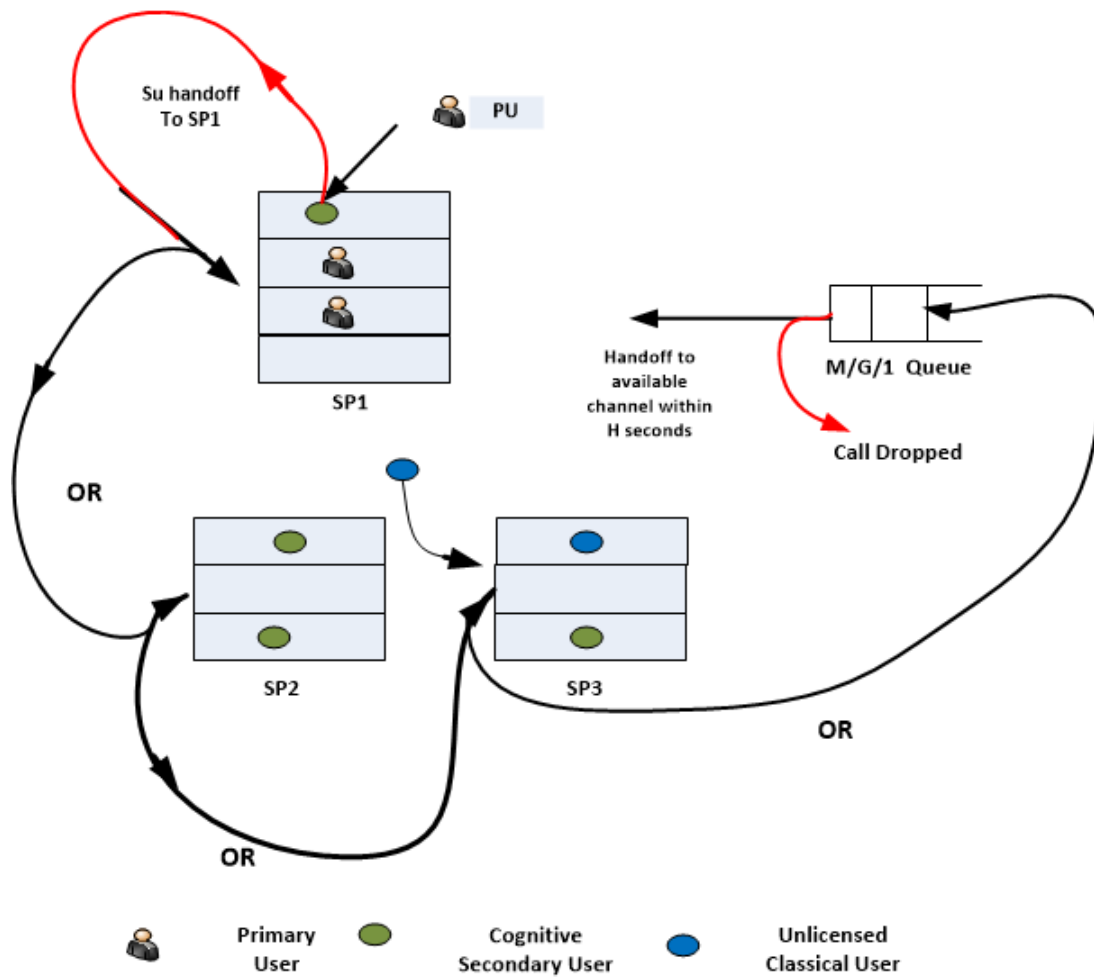 Su handoff
To SP1
PU
SP1
M/G/1 Queue
Handoff to
available
channel within
H seconds
Call Dropped
OR
SP2
SP3
OR
OR
Primary
User
Cognitive
Secondary User
Unlicensed
Classical User